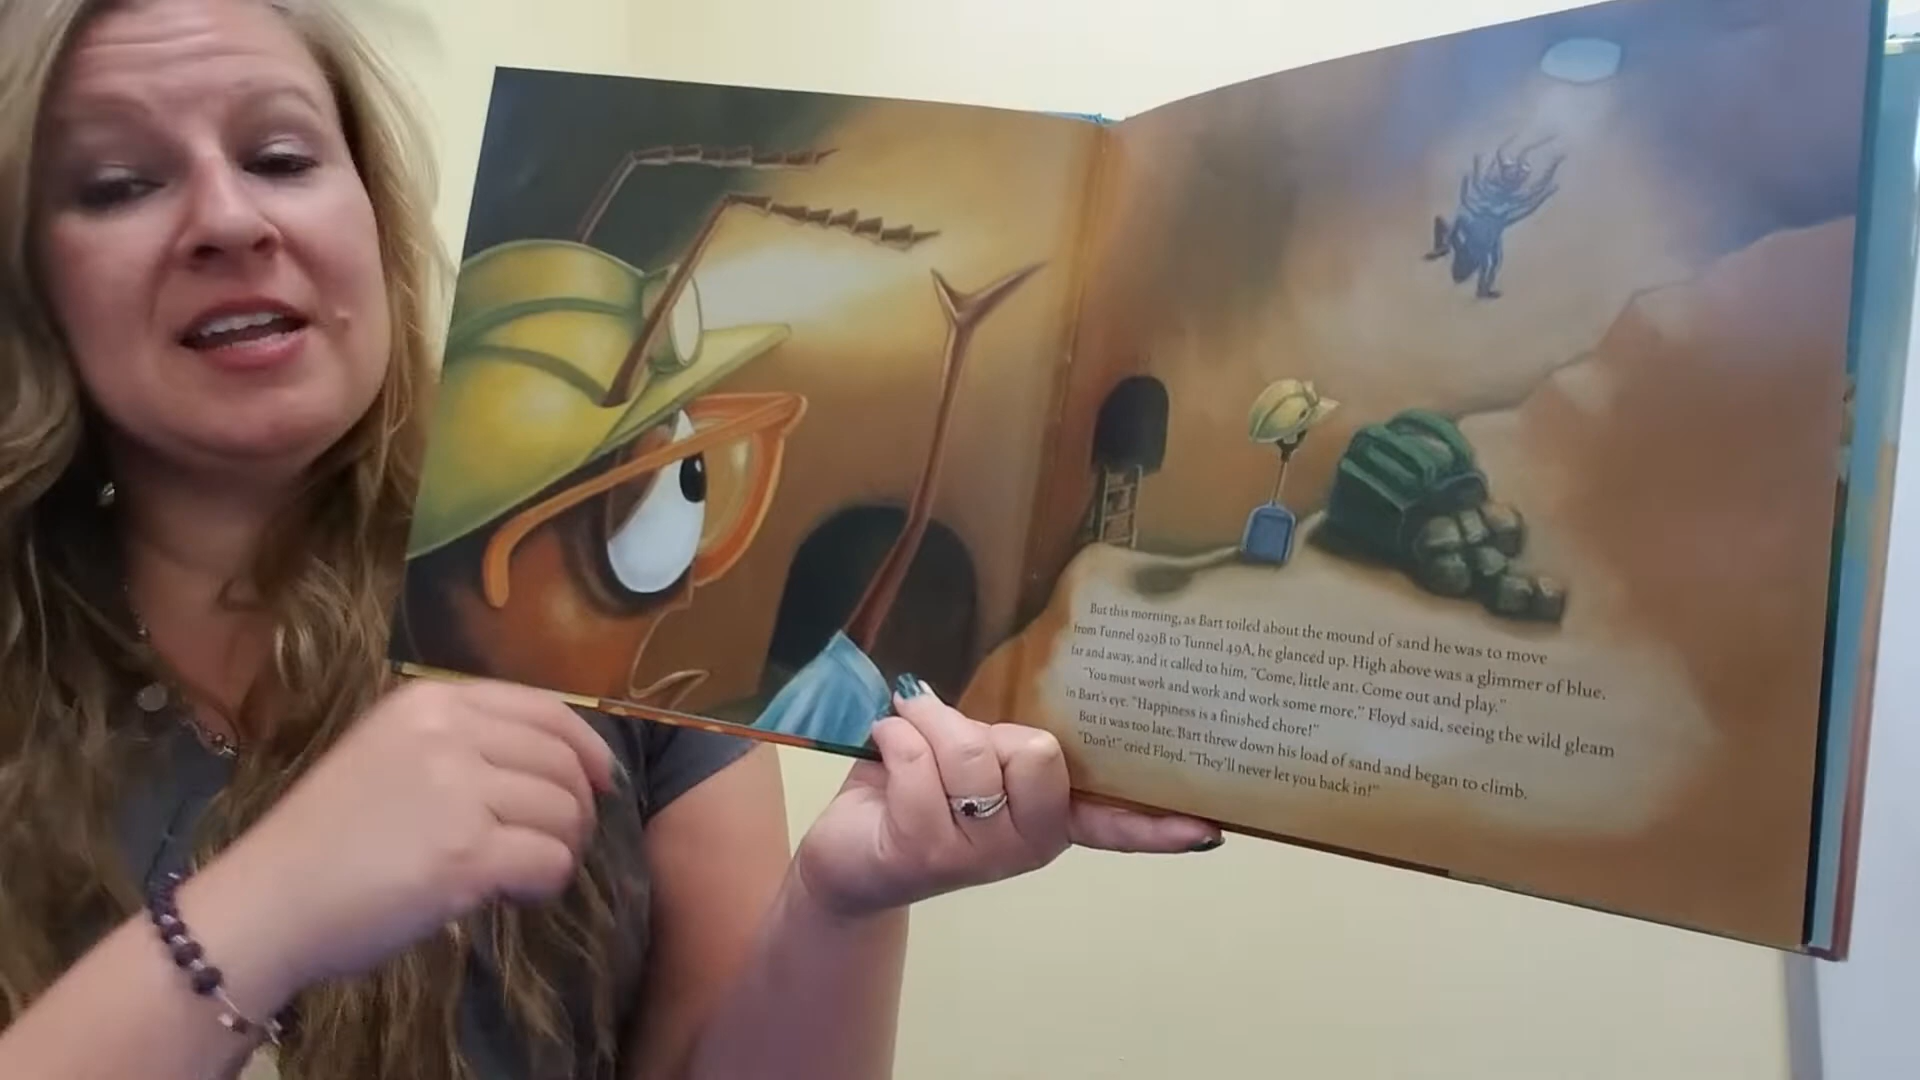 But this morning, as Bart toiled about the mound of sand he was to move
from Tunnel 929B to Tunnel 49A, he glanced up. High above was a glimmer of blue.
far and away, and it called to him, "Come, little ant. Come out and play."
"You must work and work and work some more," Floyd said, seeing the wild gleam
in Bart's eye. "Happiness is a finished chore!"
But it was too late. Bart threw down his load of sand and began to climb.
"Don't!" cried Floyd. "They'll never let you back in!"